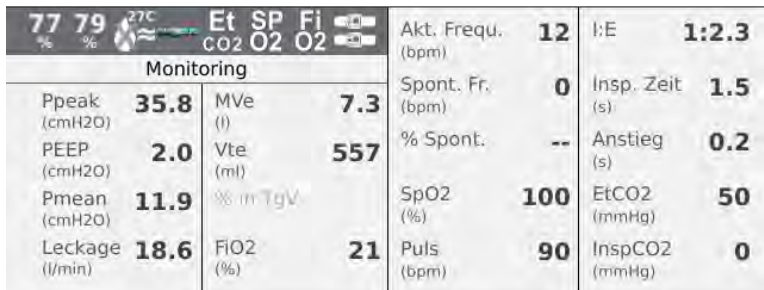 77 % 79 % 27C Et CO2 SP O2 Fi O2
Monitoring
Ppeak (cmH2O) 35.8
PEEP (cmH2O) 2.0
Pmean (cmH2O) 11.9
Leckage (l/min) 18.6
MVe (l) 7.3
Vte (ml) 557
% in TgV
FiO2 (%) 21
Akt. Frequ. (bpm) 12
Spont. Fr. (bpm) 0
% Spont. --
SpO2 (%) 100
Puls (bpm) 90
I:E 1:2.3
Insp. Zeit (s) 1.5
Anstieg (s) 0.2
EtCO2 (mmHg) 50
InspCO2 (mmHg) 0